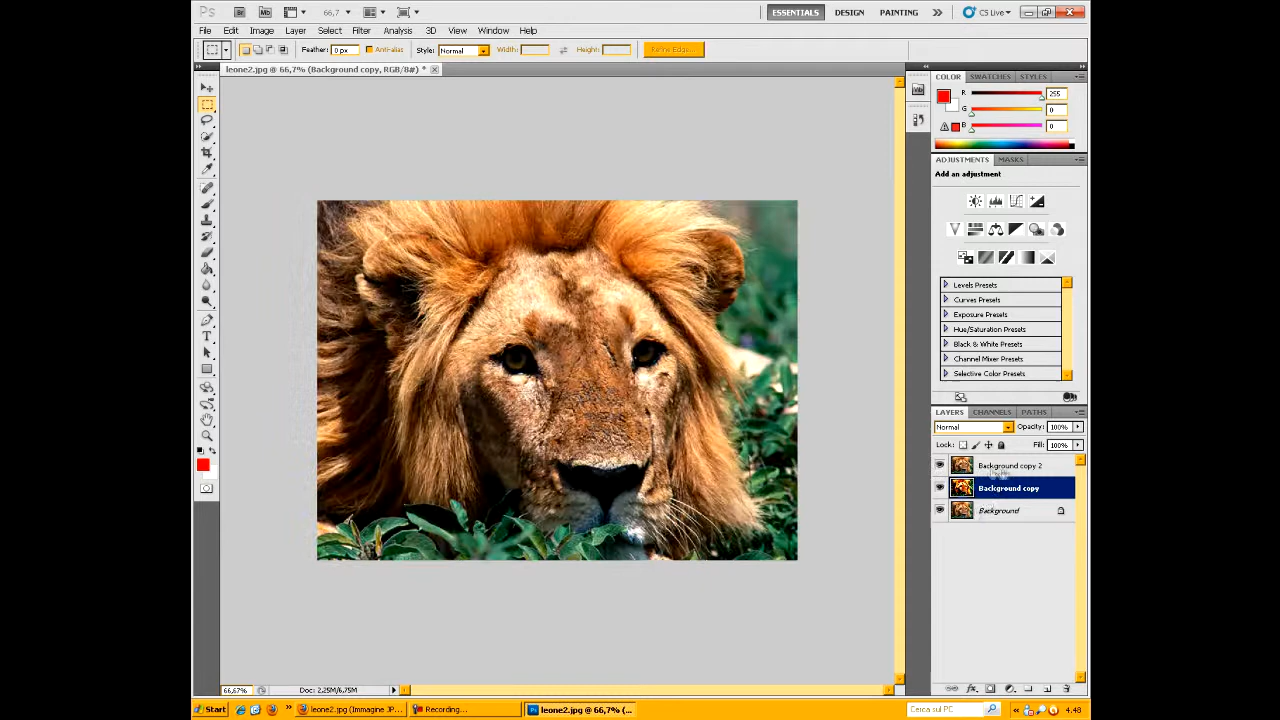 Ps Br Mb 66,7 ESSENTIALS DESIGN PAINTING CS Live
File Edit Image Layer Select Filter Analysis 3D View Window Help
Feather: 0 px Anti-alias Style: Normal Width: Height: Refine Edge...
leone2.jpg @ 66,7% (Background copy, RGB/8#) *
COLOR SWATCHES STYLES
R 255
G 0
B 0
ADJUSTMENTS MASKS
Add an adjustment
Levels Presets
Curves Presets
Exposure Presets
Hue/Saturation Presets
Black & White Presets
Channel Mixer Presets
Selective Color Presets
LAYERS CHANNELS PATHS
Normal Opacity: 100%
Lock: Fill: 100%
Background copy 2
Background copy
Background
66,67% Doc: 2,25M/6,75M
Start leone2.jpg (Immagine JP... Recording... leone2.jpg @ 66,7% (... Cerca sul PC 4.48